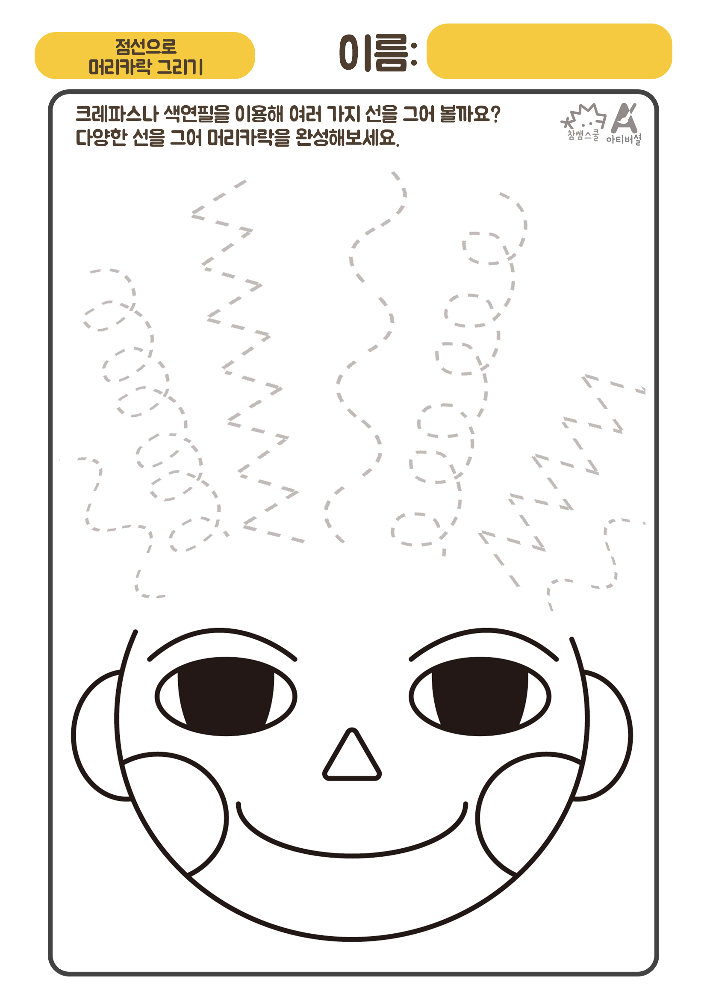 점선으로
머리카락 그리기
이름:
크레파스나 색연필을 이용해 여러 가지 선을 그어 볼까요?
다양한 선을 그어 머리카락을 완성해보세요.
참쌤스쿨
아티버셜